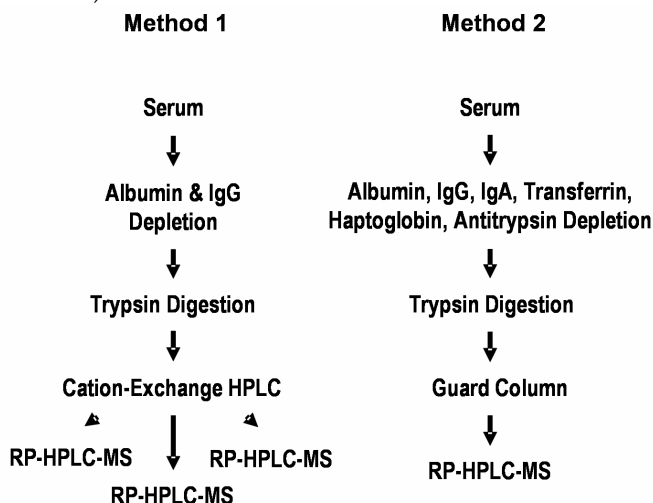 Method 1
Method 2
Serum
Serum
Albumin & IgG
Depletion
Albumin, IgG, IgA, Transferrin,
Haptoglobin, Antitrypsin Depletion
Trypsin Digestion
Trypsin Digestion
Cation-Exchange HPLC
Guard Column
RP-HPLC-MS
RP-HPLC-MS
RP-HPLC-MS
RP-HPLC-MS